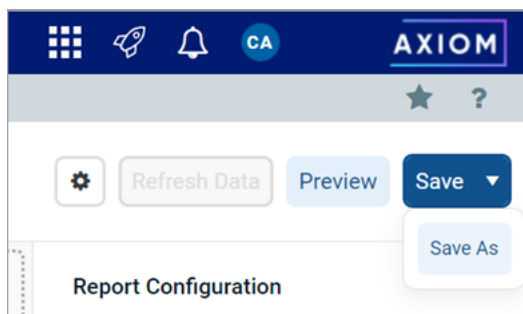 CA AXIOM
?
Refresh Data Preview Save
Save As
Report Configuration